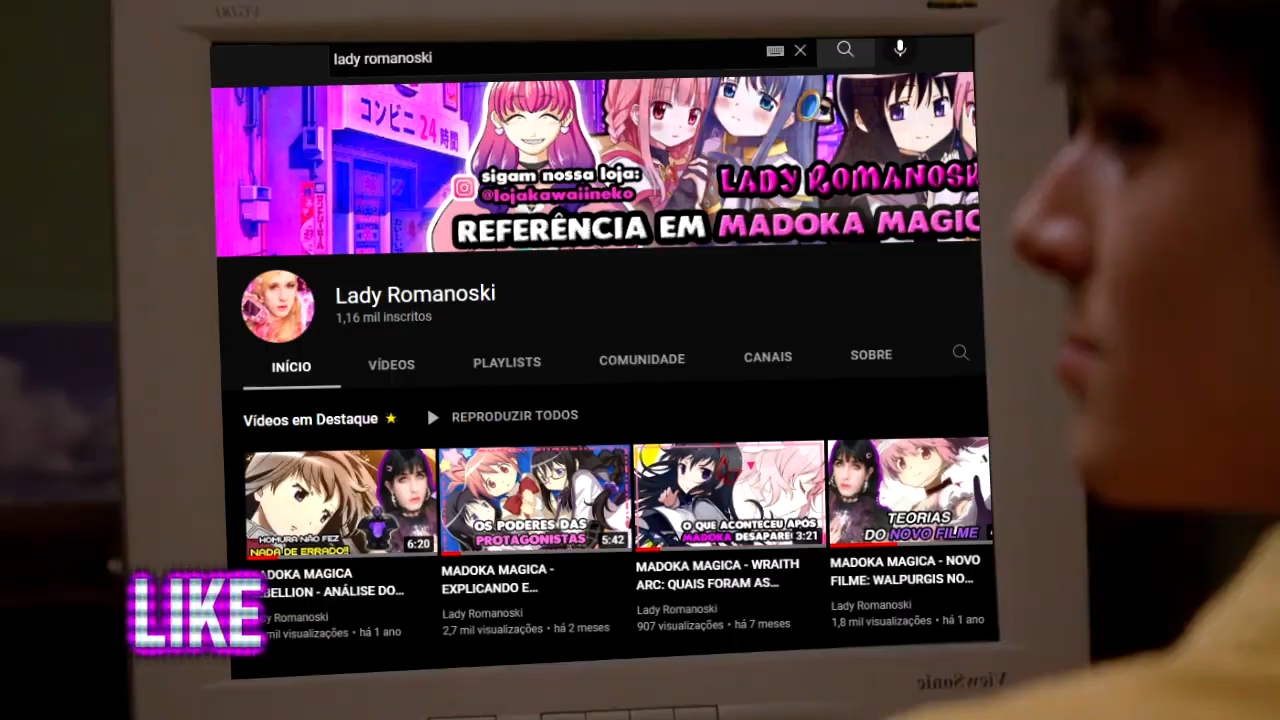 lady romanoski
コンビニ24時間
sigam nossa loja:
@lojakawaiineko
LADY ROMANOSK
REFERÊNCIA EM MADOKA MAGIC
Lady Romanoski
1,16 mil inscritos
INÍCIO
VÍDEOS
PLAYLISTS
COMUNIDADE
CANAIS
SOBRE
Vídeos em Destaque
REPRODUZIR TODOS
HOMURA NÃO FEZ
NADA DE ERRADO!!
6:20
OS PODERES DAS
PROTAGONISTAS
5:42
O QUE ACONTECEU APÓS
MADOKA DESAPARE
3:21
TEORIAS
DO NOVO FILME
ADOKA MAGICA
BELLION - ANÁLISE DO...
y Romanoski
mil visualizações • há 1 ano
MADOKA MAGICA -
EXPLICANDO E...
Lady Romanoski
2,7 mil visualizações • há 2 meses
MADOKA MAGICA - WRAITH
ARC: QUAIS FORAM AS...
Lady Romanoski
907 visualizações • há 7 meses
MADOKA MAGICA - NOVO
FILME: WALPURGIS NO...
Lady Romanoski
1,8 mil visualizações • há 1 ano
LIKE
ViewSonic